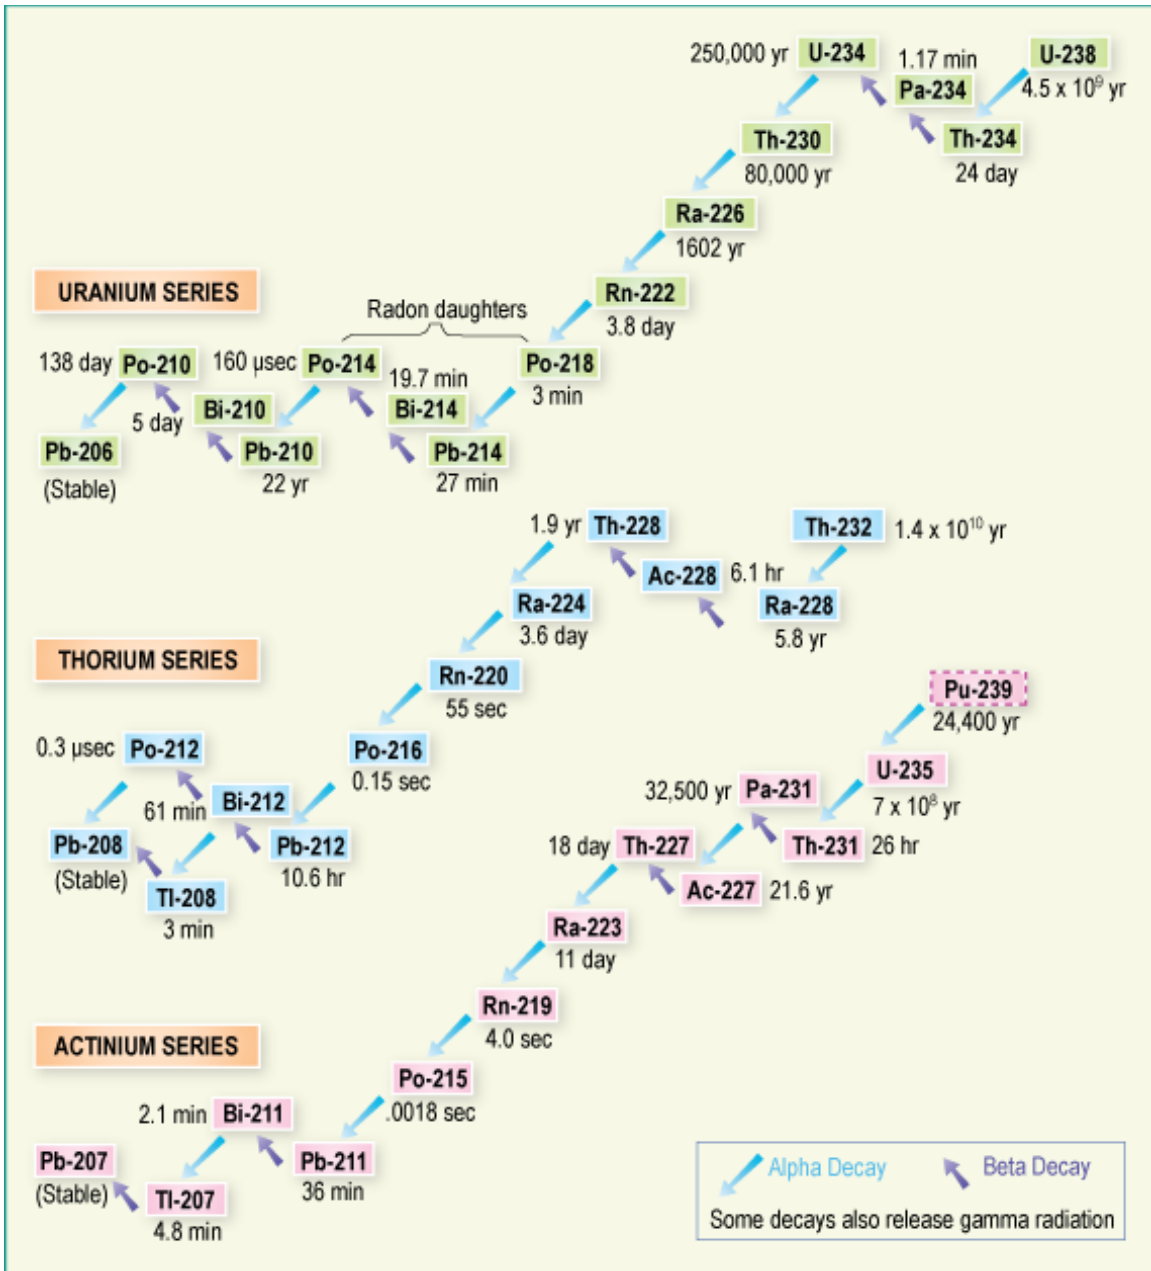 250,000 yr U-234 1.17 min U-238
Pa-234 4.5 x 10⁹ yr
Th-230 Th-234
80,000 yr 24 day
Ra-226
1602 yr
URANIUM SERIES
Rn-222
Radon daughters 3.8 day
138 day Po-210 160 µsec Po-214 Po-218
19.7 min 3 min
Bi-210 Bi-214
5 day
Pb-206 Pb-210 Pb-214
(Stable) 22 yr 27 min
1.9 yr Th-228 Th-232 1.4 x 10¹⁰ yr
Ac-228 6.1 hr
Ra-224 Ra-228
3.6 day 5.8 yr
THORIUM SERIES
Rn-220
55 sec
Pu-239
24,400 yr
0.3 µsec Po-212 Po-216
0.15 sec
U-235
7 x 10⁸ yr
32,500 yr Pa-231
61 min Bi-212
Pb-208 Pb-212 18 day Th-227 Th-231 26 hr
(Stable) 10.6 hr
Tl-208 Ac-227 21.6 yr
3 min
Ra-223
11 day
Rn-219
4.0 sec
ACTINIUM SERIES
Po-215
.0018 sec
2.1 min Bi-211
Pb-207 Pb-211
(Stable) 36 min
Tl-207
4.8 min
Alpha Decay Beta Decay
Some decays also release gamma radiation